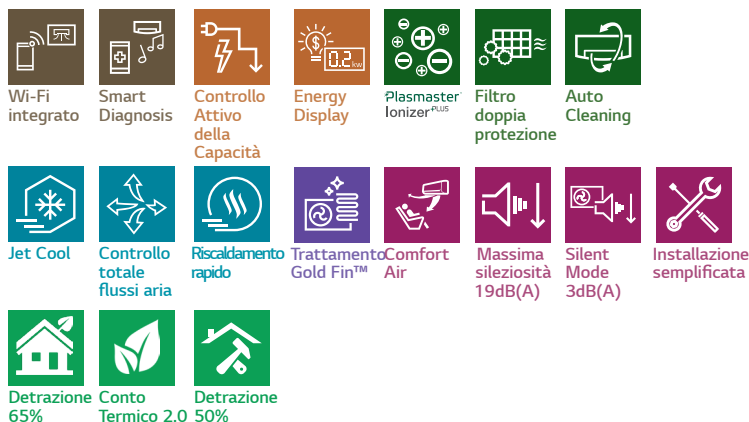 0.2 kw
Wi-Fi
integrato
Smart
Diagnosis
Controllo
Attivo
della
Capacità
Energy
Display
Plasmaster
Ionizer PLUS
Filtro
doppia
protezione
Auto
Cleaning
Jet Cool
Controllo
totale
flussi aria
Riscaldamento
rapido
Trattamento
Gold Fin™
Comfort
Air
Massima
sileziosità
19dB(A)
Silent
Mode
3dB(A)
Installazione
semplificata
Detrazione
65%
Conto
Termico 2.0
Detrazione
50%